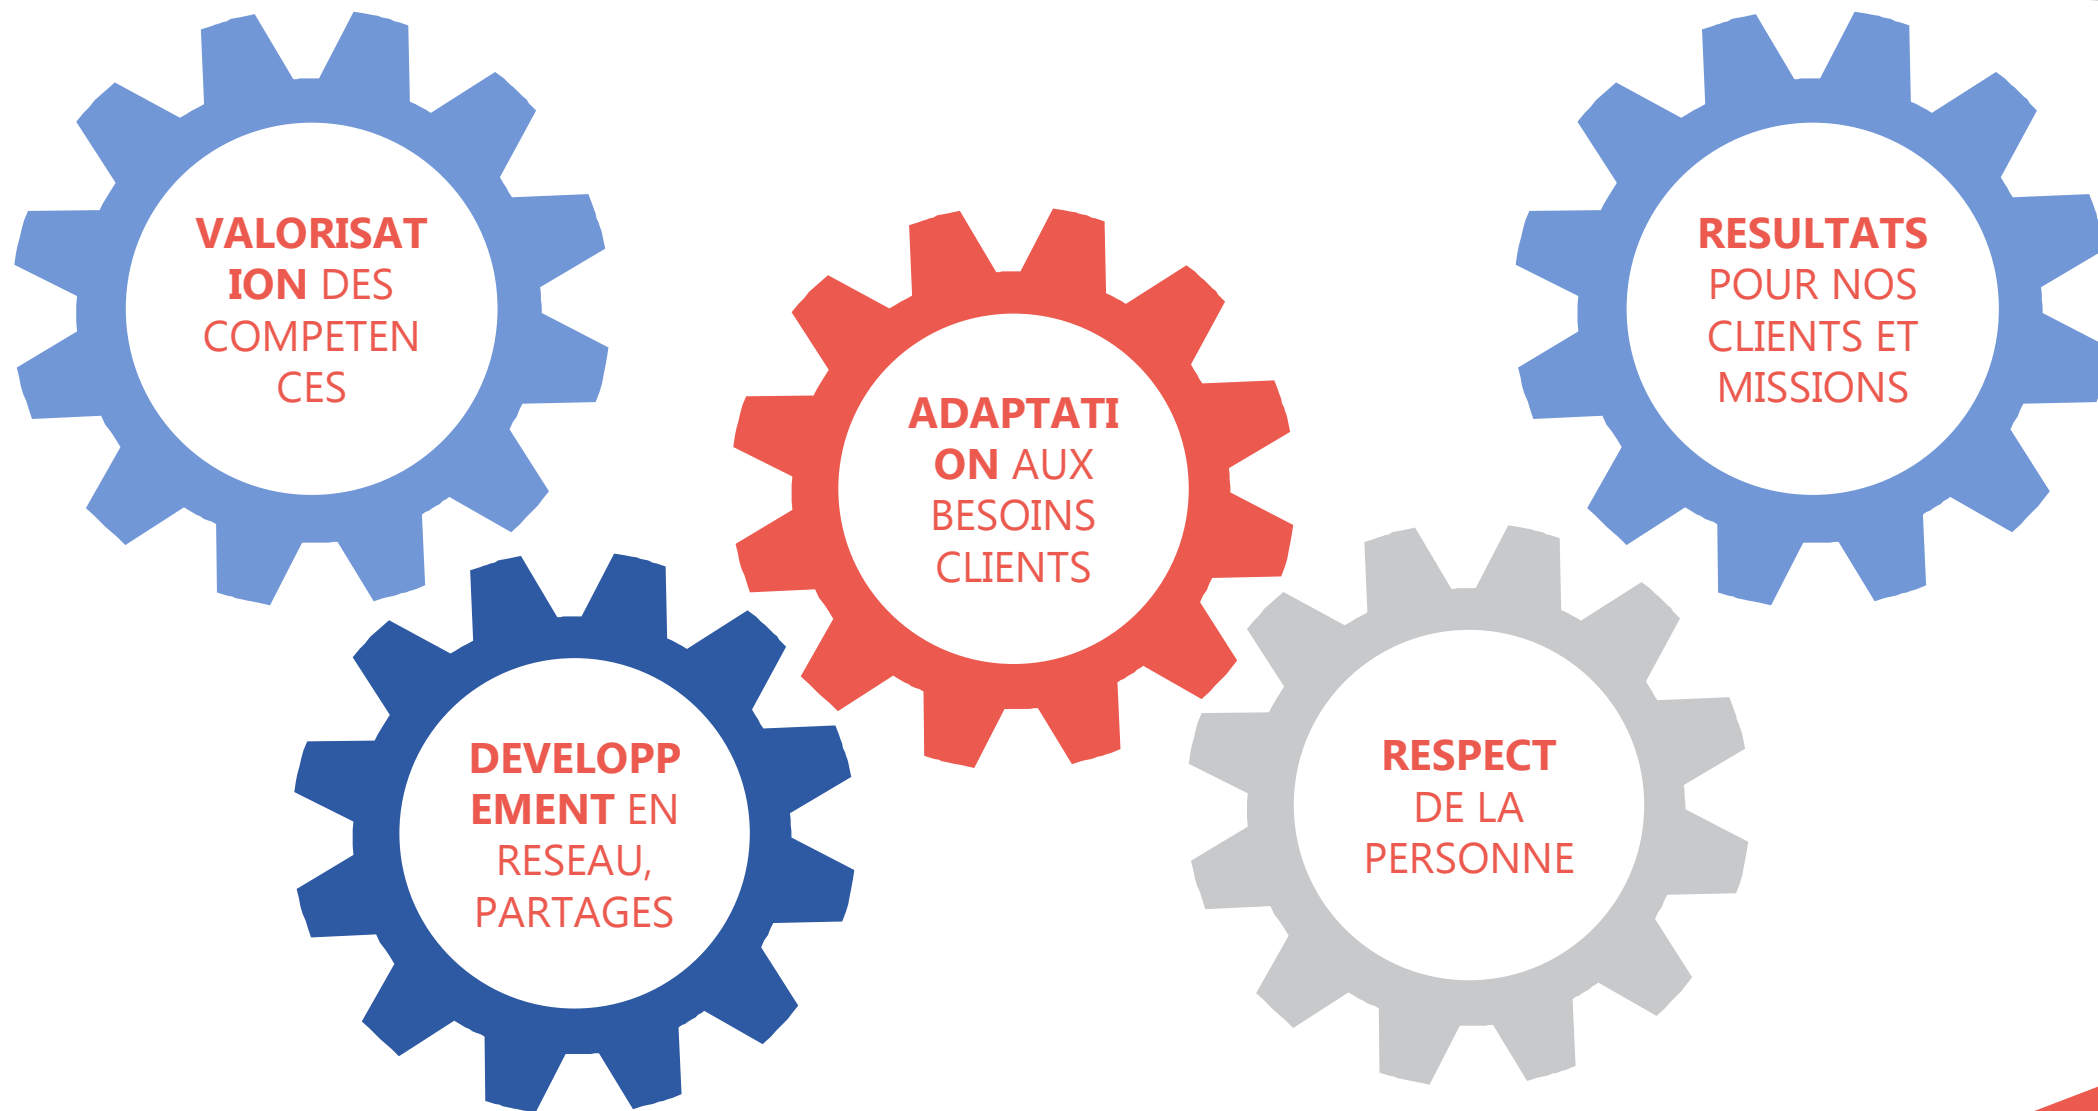 VALORISAT
ION DES
COMPETEN
CES
DEVELOPP
EMENT EN
RESEAU,
PARTAGES
ADAPTATI
ON AUX
BESOINS
CLIENTS
RESPECT
DE LA
PERSONNE
RESULTATS
POUR NOS
CLIENTS ET
MISSIONS